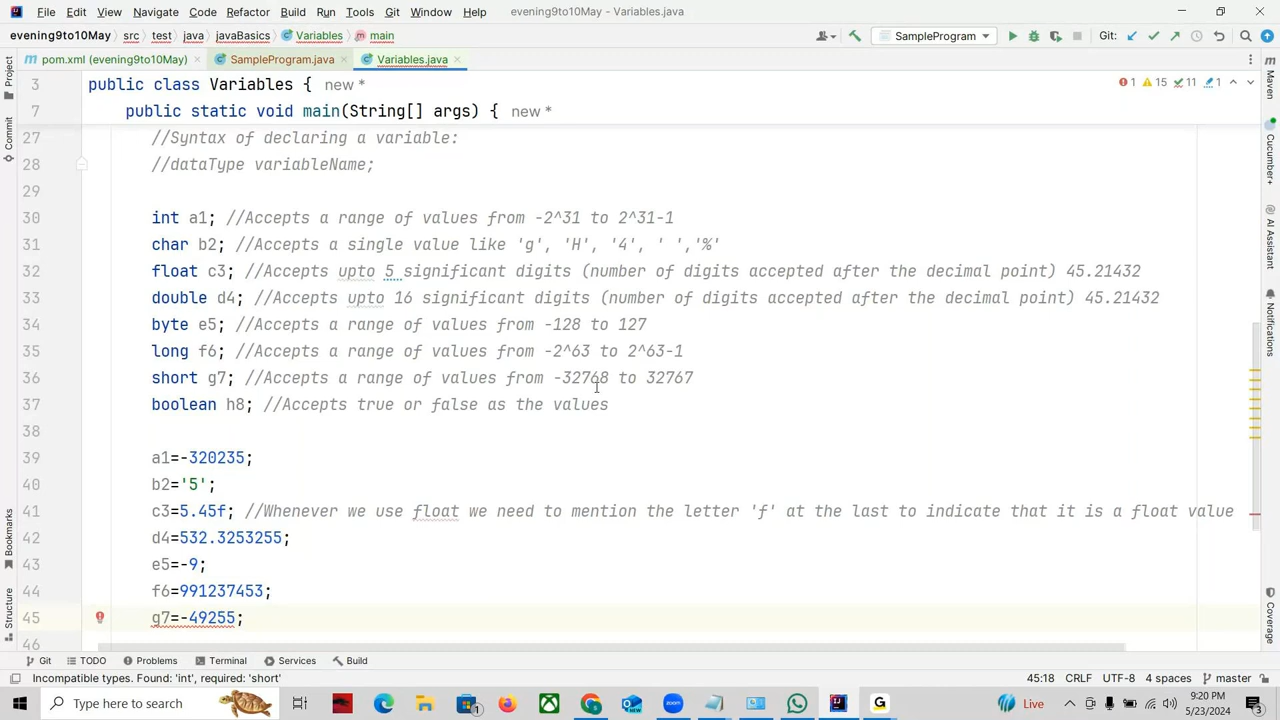 File Edit View Navigate Code Refactor Build Run Tools Git Window Help evening9to10May - Variables.java
evening9to10May src test java javaBasics Variables main SampleProgram Git:
pom.xml (evening9to10May) SampleProgram.java Variables.java
3 public class Variables { new *
1 15 11 1
7 public static void main(String[] args) { new *
27 //Syntax of declaring a variable:
28 //dataType variableName;
29
30 int a1; //Accepts a range of values from -2^31 to 2^31-1
31 char b2; //Accepts a single value like 'g', 'H', '4', ' ','%'
32 float c3; //Accepts upto 5 significant digits (number of digits accepted after the decimal point) 45.21432
33 double d4; //Accepts upto 16 significant digits (number of digits accepted after the decimal point) 45.21432
34 byte e5; //Accepts a range of values from -128 to 127
35 long f6; //Accepts a range of values from -2^63 to 2^63-1
36 short g7; //Accepts a range of values from -32768 to 32767
37 boolean h8; //Accepts true or false as the values
38
39 a1=-320235;
40 b2='5';
41 c3=5.45f; //Whenever we use float we need to mention the letter 'f' at the last to indicate that it is a float value
42 d4=532.3253255;
43 e5=-9;
44 f6=991237453;
45 g7=-49255;
46
Project
Commit
Bookmarks
Structure
Maven
Cucumber+
AI Assistant
Notifications
Coverage
Git TODO Problems Terminal Services Build
Incompatible types. Found: 'int', required: 'short' 45:18 CRLF UTF-8 4 spaces master
Type here to search
Live
9:20 PM
5/23/2024